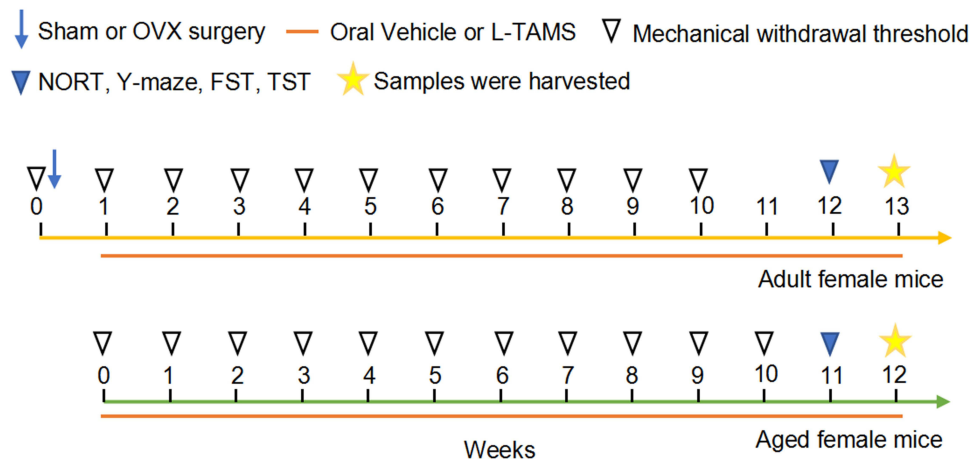 Sham or OVX surgery Oral Vehicle or L-TAMS Mechanical withdrawal threshold
NORT, Y-maze, FST, TST Samples were harvested
0 1 2 3 4 5 6 7 8 9 10 11 12 13
Adult female mice
0 1 2 3 4 5 6 7 8 9 10 11 12
Weeks Aged female mice